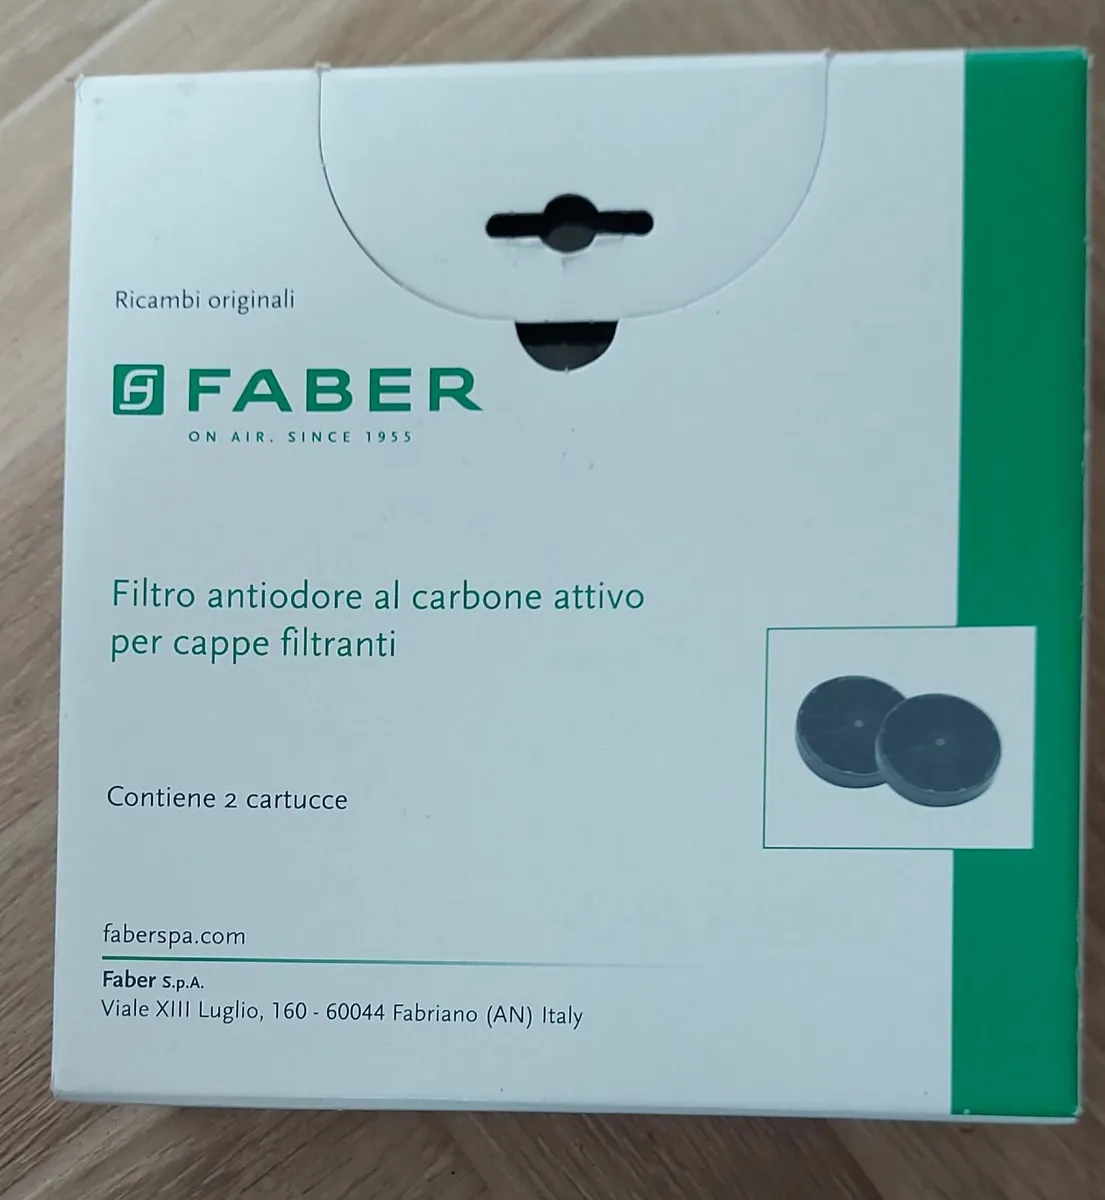 Ricambi originali
FABER
ON AIR. SINCE 1955
Filtro antiodore al carbone attivo
per cappe filtranti
Contiene 2 cartucce
faberspa.com
Faber S.p.A.
Viale XIII Luglio, 160 - 60044 Fabriano (AN) Italy